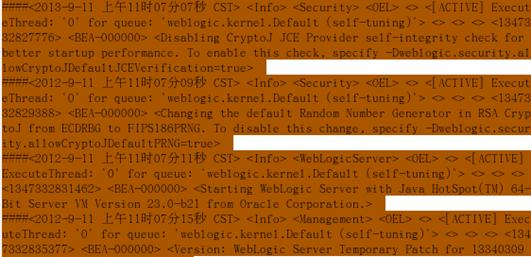 ####<2013-9-11 上午11时07分07秒 CST> <Info> <Security> <OEL> <> <[ACTIVE] Execut
eThread: '0' for queue: 'weblogic.kernel.Default (self-tuning)'> <> <> <> <13473
32827776> <BEA-000000> <Disabling CryptoJ JCE Provider self-integrity check for
better startup performance. To enable this check, specify -Dweblogic.security.al
lowCryptoJDefaultJCEVerification=true>
####<2012-9-11 上午11时07分09秒 CST> <Info> <Security> <OEL> <> <[ACTIVE] Execut
eThread: '0' for queue: 'weblogic.kernel.Default (self-tuning)'> <> <> <> <13473
32829388> <BEA-000000> <Changing the default Random Number Generator in RSA Cryp
toJ from ECDRBG to FIPS186PRNG. To disable this change, specify -Dweblogic.secur
ity.allowCryptoJDefaultPRNG=true>
####<2012-9-11 上午11时07分11秒 CST> <Info> <WebLogicServer> <OEL> <> <[ACTIVE]
ExecuteThread: '0' for queue: 'weblogic.kernel.Default (self-tuning)'> <> <> <>
<1347332831462> <BEA-000000> <Starting WebLogic Server with Java HotSpot(TM) 64-
Bit Server VM Version 23.0-b21 from Oracle Corporation.>
####<2012-9-11 上午11时07分15秒 CST> <Info> <Management> <OEL> <> <[ACTIVE] Exec
uteThread: '0' for queue: 'weblogic.kernel.Default (self-tuning)'> <> <> <> <134
7332835377> <BEA-000000> <Version: WebLogic Server Temporary Patch for 13340309